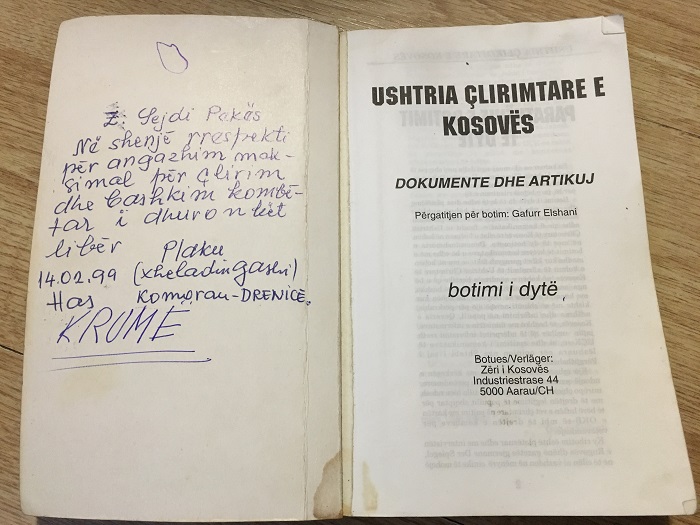 Z. Sejdi Pakës
Në shenjë rrespekti
për angazhim mak-
simal për çlirim
dhe bashkim kombë-
tar i dhuron këtë
libër Plaku
14.02.99 (xheladin gashi)
Has Komoran-DRENICË.
KRUMË
USHTRIA ÇLIRIMTARE E
KOSOVËS
DOKUMENTE DHE ARTIKUJ
Përgatitjen për botim: Gafurr Elshani
botimi i dytë
Botues/Verläger:
Zëri i Kosovës
Industriestrase 44
5000 Aarau/CH